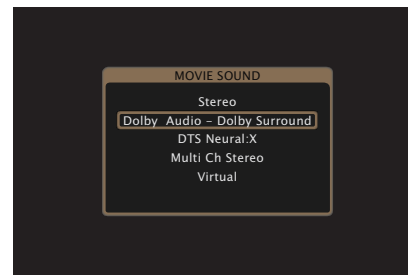 MOVIE SOUND
Stereo
Dolby Audio – Dolby Surround
DTS Neural:X
Multi Ch Stereo
Virtual